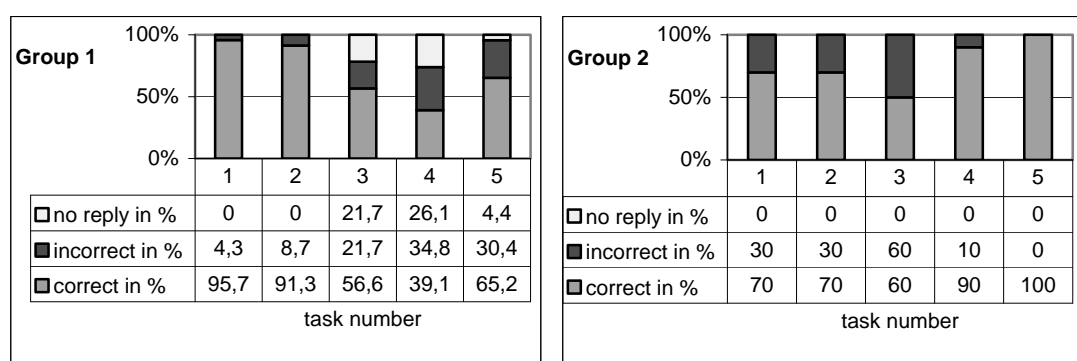 Group 1
100%
50%
0%
1 2 3 4 5
no reply in % 0 0 21,7 26,1 4,4
incorrect in % 4,3 8,7 21,7 34,8 30,4
correct in % 95,7 91,3 56,6 39,1 65,2
task number
Group 2
100%
50%
0%
1 2 3 4 5
no reply in % 0 0 0 0 0
incorrect in % 30 30 60 10 0
correct in % 70 70 60 90 100
task number